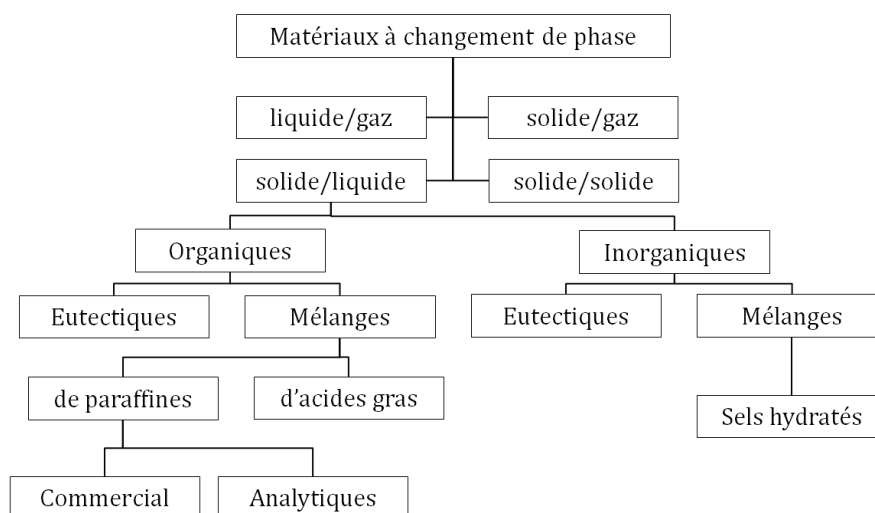 Matériaux à changement de phase
liquide/gaz
solide/gaz
solide/liquide
solide/solide
Organiques
Inorganiques
Eutectiques
Mélanges
Eutectiques
Mélanges
de paraffines
d'acides gras
Sels hydratés
Commercial
Analytiques